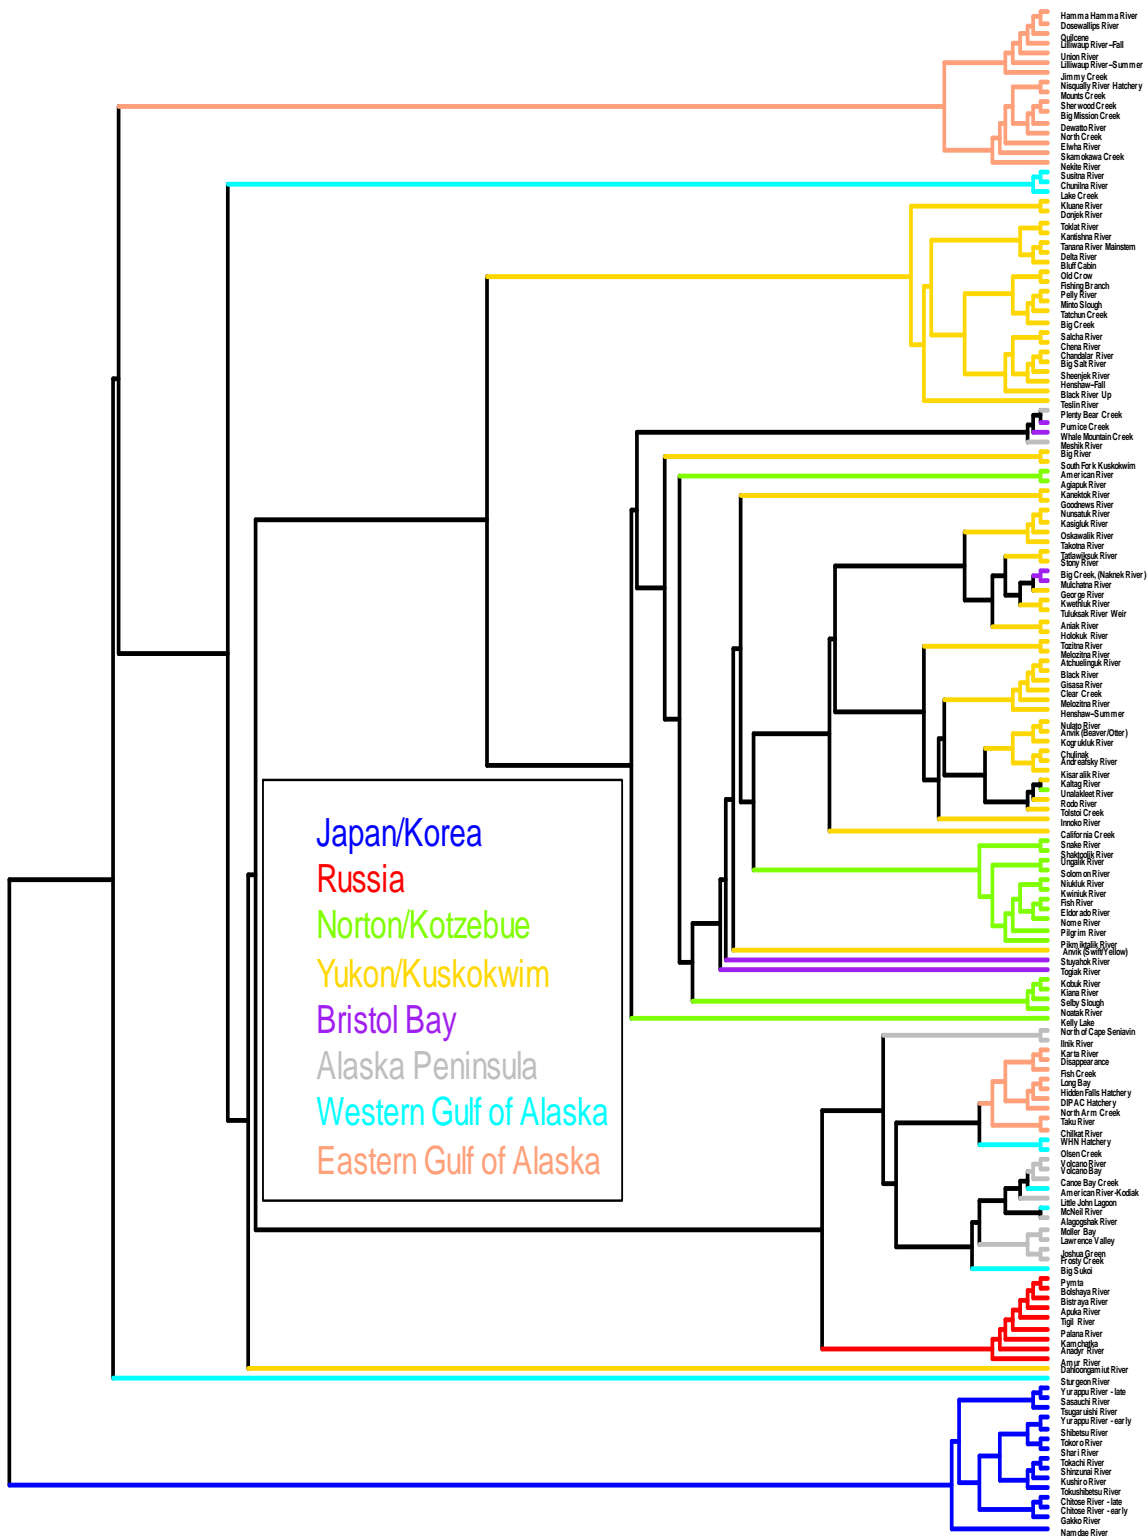 Hamma Hamma River
Dosewallips River
Quilcene
Lilliwaup River–Fall
Union River
Lilliwaup River–Summer
Jimmy Creek
Nisqually River Hatchery
Mounts Creek
Sherwood Creek
Big Mission Creek
Dewatto River
North Creek
Elwha River
Skamokawa Creek
Nekite River
Susitna River
Chunilna River
Lake Creek
Kluane River
Donjek River
Toklat River
Kantishna River
Tanana River Mainstem
Delta River
Bluff Cabin
Old Crow
Fishing Branch
Pelly River
Minto Slough
Tatchun Creek
Big Creek
Salcha River
Chena River
Chandalar River
Big Salt River
Sheenjek River
Henshaw–Fall
Black River Up
Teslin River
Plenty Bear Creek
Pumice Creek
Whale Mountain Creek
Meshik River
Big River
South Fork Kuskokwim
American River
Agiapuk River
Kanektok River
Goodnews River
Nunsatuk River
Kasigluk River
Oskawalik River
Takotna River
Tatlawiksuk River
Stony River
Big Creek, (Naknek River)
Mulchatna River
George River
Kwethluk River
Tuluksak River Weir
Aniak River
Holokuk River
Tozitna River
Melozitna River
Atchuelinguk River
Black River
Gisasa River
Clear Creek
Melozitna River
Henshaw–Summer
Nulato River
Anvik (Beaver/Otter)
Kogrukluk River
Chulinak
Andreafsky River
Kisaralik River
Kaltag River
Unalakleet River
Rodo River
Tolstoi Creek
Innoko River
California Creek
Snake River
Shaktoolik River
Ungalik River
Solomon River
Niukluk River
Kwiniuk River
Fish River
Eldorado River
Nome River
Pilgrim River
Pikmiktalik River
Anvik (Swift/Yellow)
Stuyahok River
Togiak River
Kobuk River
Kiana River
Selby Slough
Noatak River
Kelly Lake
North of Cape Seniavin
Ilnik River
Karta River
Disappearance
Fish Creek
Long Bay
Hidden Falls Hatchery
DIPAC Hatchery
North Arm Creek
Taku River
Chilkat River
WHN Hatchery
Olsen Creek
Volcano River
Volcano Bay
Canoe Bay Creek
American River-Kodiak
Little John Lagoon
McNeil River
Alagogshak River
Moller Bay
Lawrence Valley
Joshua Green
Frosty Creek
Big Sukoi
Pymta
Bolshaya River
Bistraya River
Apuka River
Tigil River
Palana River
Kamchatka
Anadyr River
Amur River
Dahloongamiut River
Sturgeon River
Yurappu River - late
Sasauchi River
Tsugaruishi River
Yurappu River - early
Shibetsu River
Tokoro River
Shari River
Tokachi River
Shinzunai River
Kushiro River
Tokushibetsu River
Chitose River - late
Chitose River - early
Gakko River
Namdae River
Japan/Korea
Russia
Norton/Kotzebue
Yukon/Kuskokwim
Bristol Bay
Alaska Peninsula
Western Gulf of Alaska
Eastern Gulf of Alaska